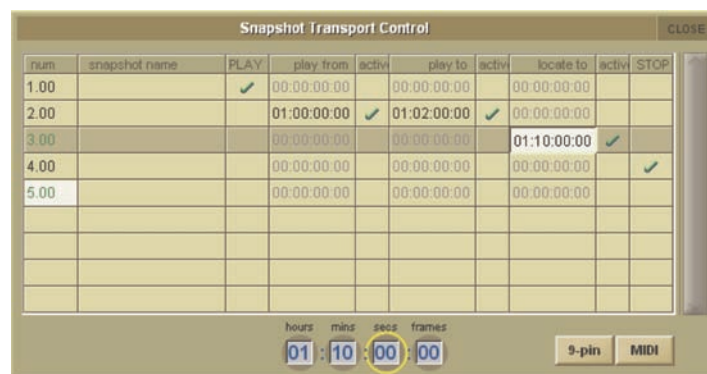 Snapshot Transport Control CLOSE
num snapshot name PLAY play from activ play to activ locate to activ STOP
1.00 00:00:00:00 00:00:00:00 00:00:00:00
2.00 01:00:00:00 01:02:00:00 00:00:00:00
3.00 00:00:00:00 00:00:00:00 01:10:00:00
4.00 00:00:00:00 00:00:00:00 00:00:00:00
5.00 00:00:00:00 00:00:00:00 00:00:00:00
hours mins secs frames
01 : 10 : 00 : 00 9-pin MIDI